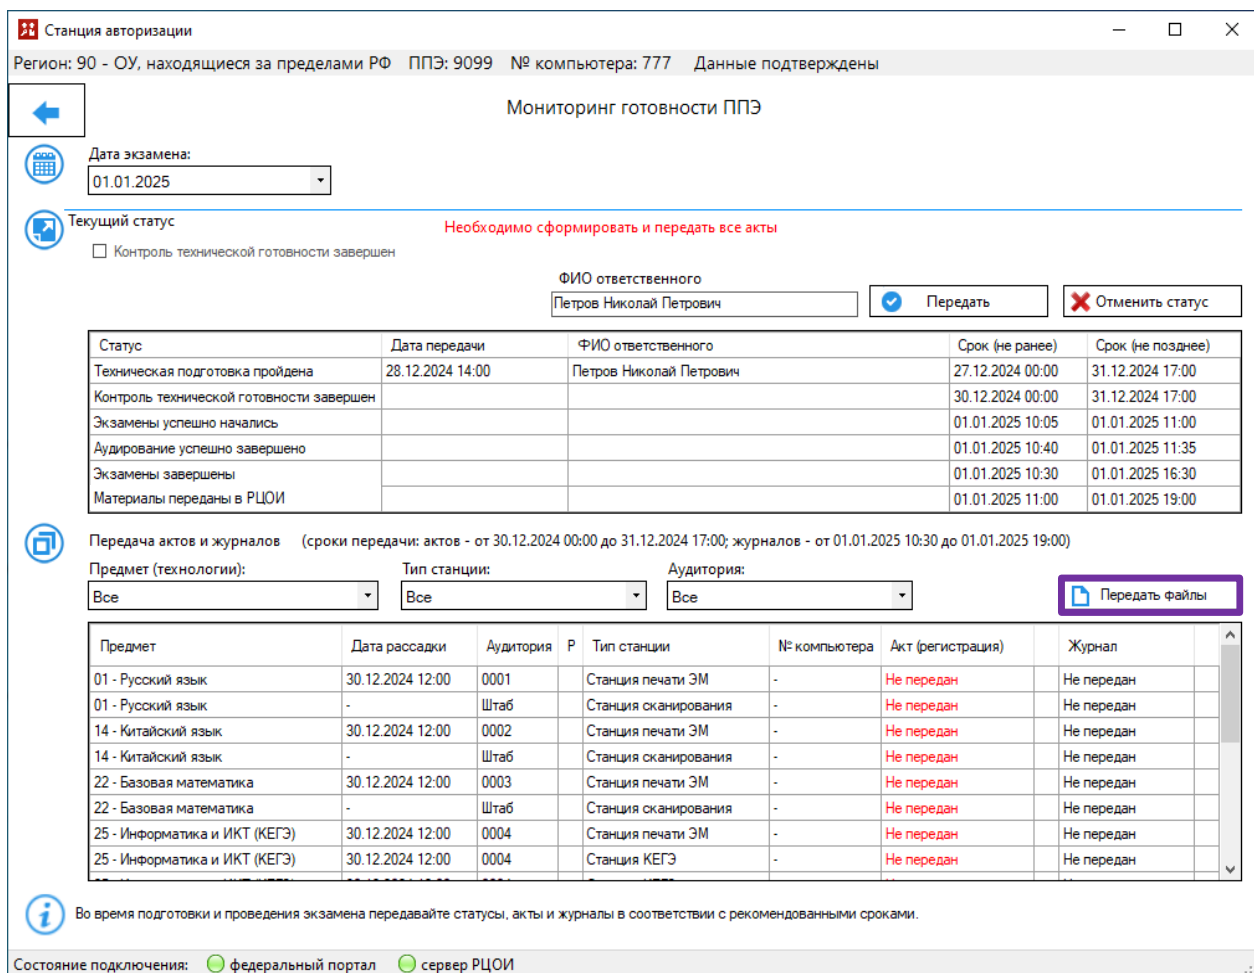 Станция авторизации
Регион: 90 - ОУ, находящиеся за пределами РФ ППЭ: 9099 № компьютера: 777 Данные подтверждены
Мониторинг готовности ППЭ
Дата экзамена:
01.01.2025
Текущий статус
Необходимо сформировать и передать все акты
Контроль технической готовности завершен
ФИО ответственного
Петров Николай Петрович Передать Отменить статус
Статус Дата передачи ФИО ответственного Срок (не ранее) Срок (не позднее)
Техническая подготовка пройдена 28.12.2024 14:00 Петров Николай Петрович 27.12.2024 00:00 31.12.2024 17:00
Контроль технической готовности завершен 30.12.2024 00:00 31.12.2024 17:00
Экзамены успешно начались 01.01.2025 10:05 01.01.2025 11:00
Аудирование успешно завершено 01.01.2025 10:40 01.01.2025 11:35
Экзамены завершены 01.01.2025 10:30 01.01.2025 16:30
Материалы переданы в РЦОИ 01.01.2025 11:00 01.01.2025 19:00
Передача актов и журналов (сроки передачи: актов - от 30.12.2024 00:00 до 31.12.2024 17:00; журналов - от 01.01.2025 10:30 до 01.01.2025 19:00)
Предмет (технологии): Тип станции: Аудитория:
Все Все Все Передать файлы
Предмет Дата рассадки Аудитория Р Тип станции № компьютера Акт (регистрация) Журнал
01 - Русский язык 30.12.2024 12:00 0001 Станция печати ЭМ - Не передан Не передан
01 - Русский язык - Штаб Станция сканирования - Не передан Не передан
14 - Китайский язык 30.12.2024 12:00 0002 Станция печати ЭМ - Не передан Не передан
14 - Китайский язык - Штаб Станция сканирования - Не передан Не передан
22 - Базовая математика 30.12.2024 12:00 0003 Станция печати ЭМ - Не передан Не передан
22 - Базовая математика - Штаб Станция сканирования - Не передан Не передан
25 - Информатика и ИКТ (КЕГЭ) 30.12.2024 12:00 0004 Станция печати ЭМ - Не передан Не передан
25 - Информатика и ИКТ (КЕГЭ) 30.12.2024 12:00 0004 Станция КЕГЭ - Не передан Не передан
Во время подготовки и проведения экзамена передавайте статусы, акты и журналы в соответствии с рекомендованными сроками.
Состояние подключения: федеральный портал сервер РЦОИ